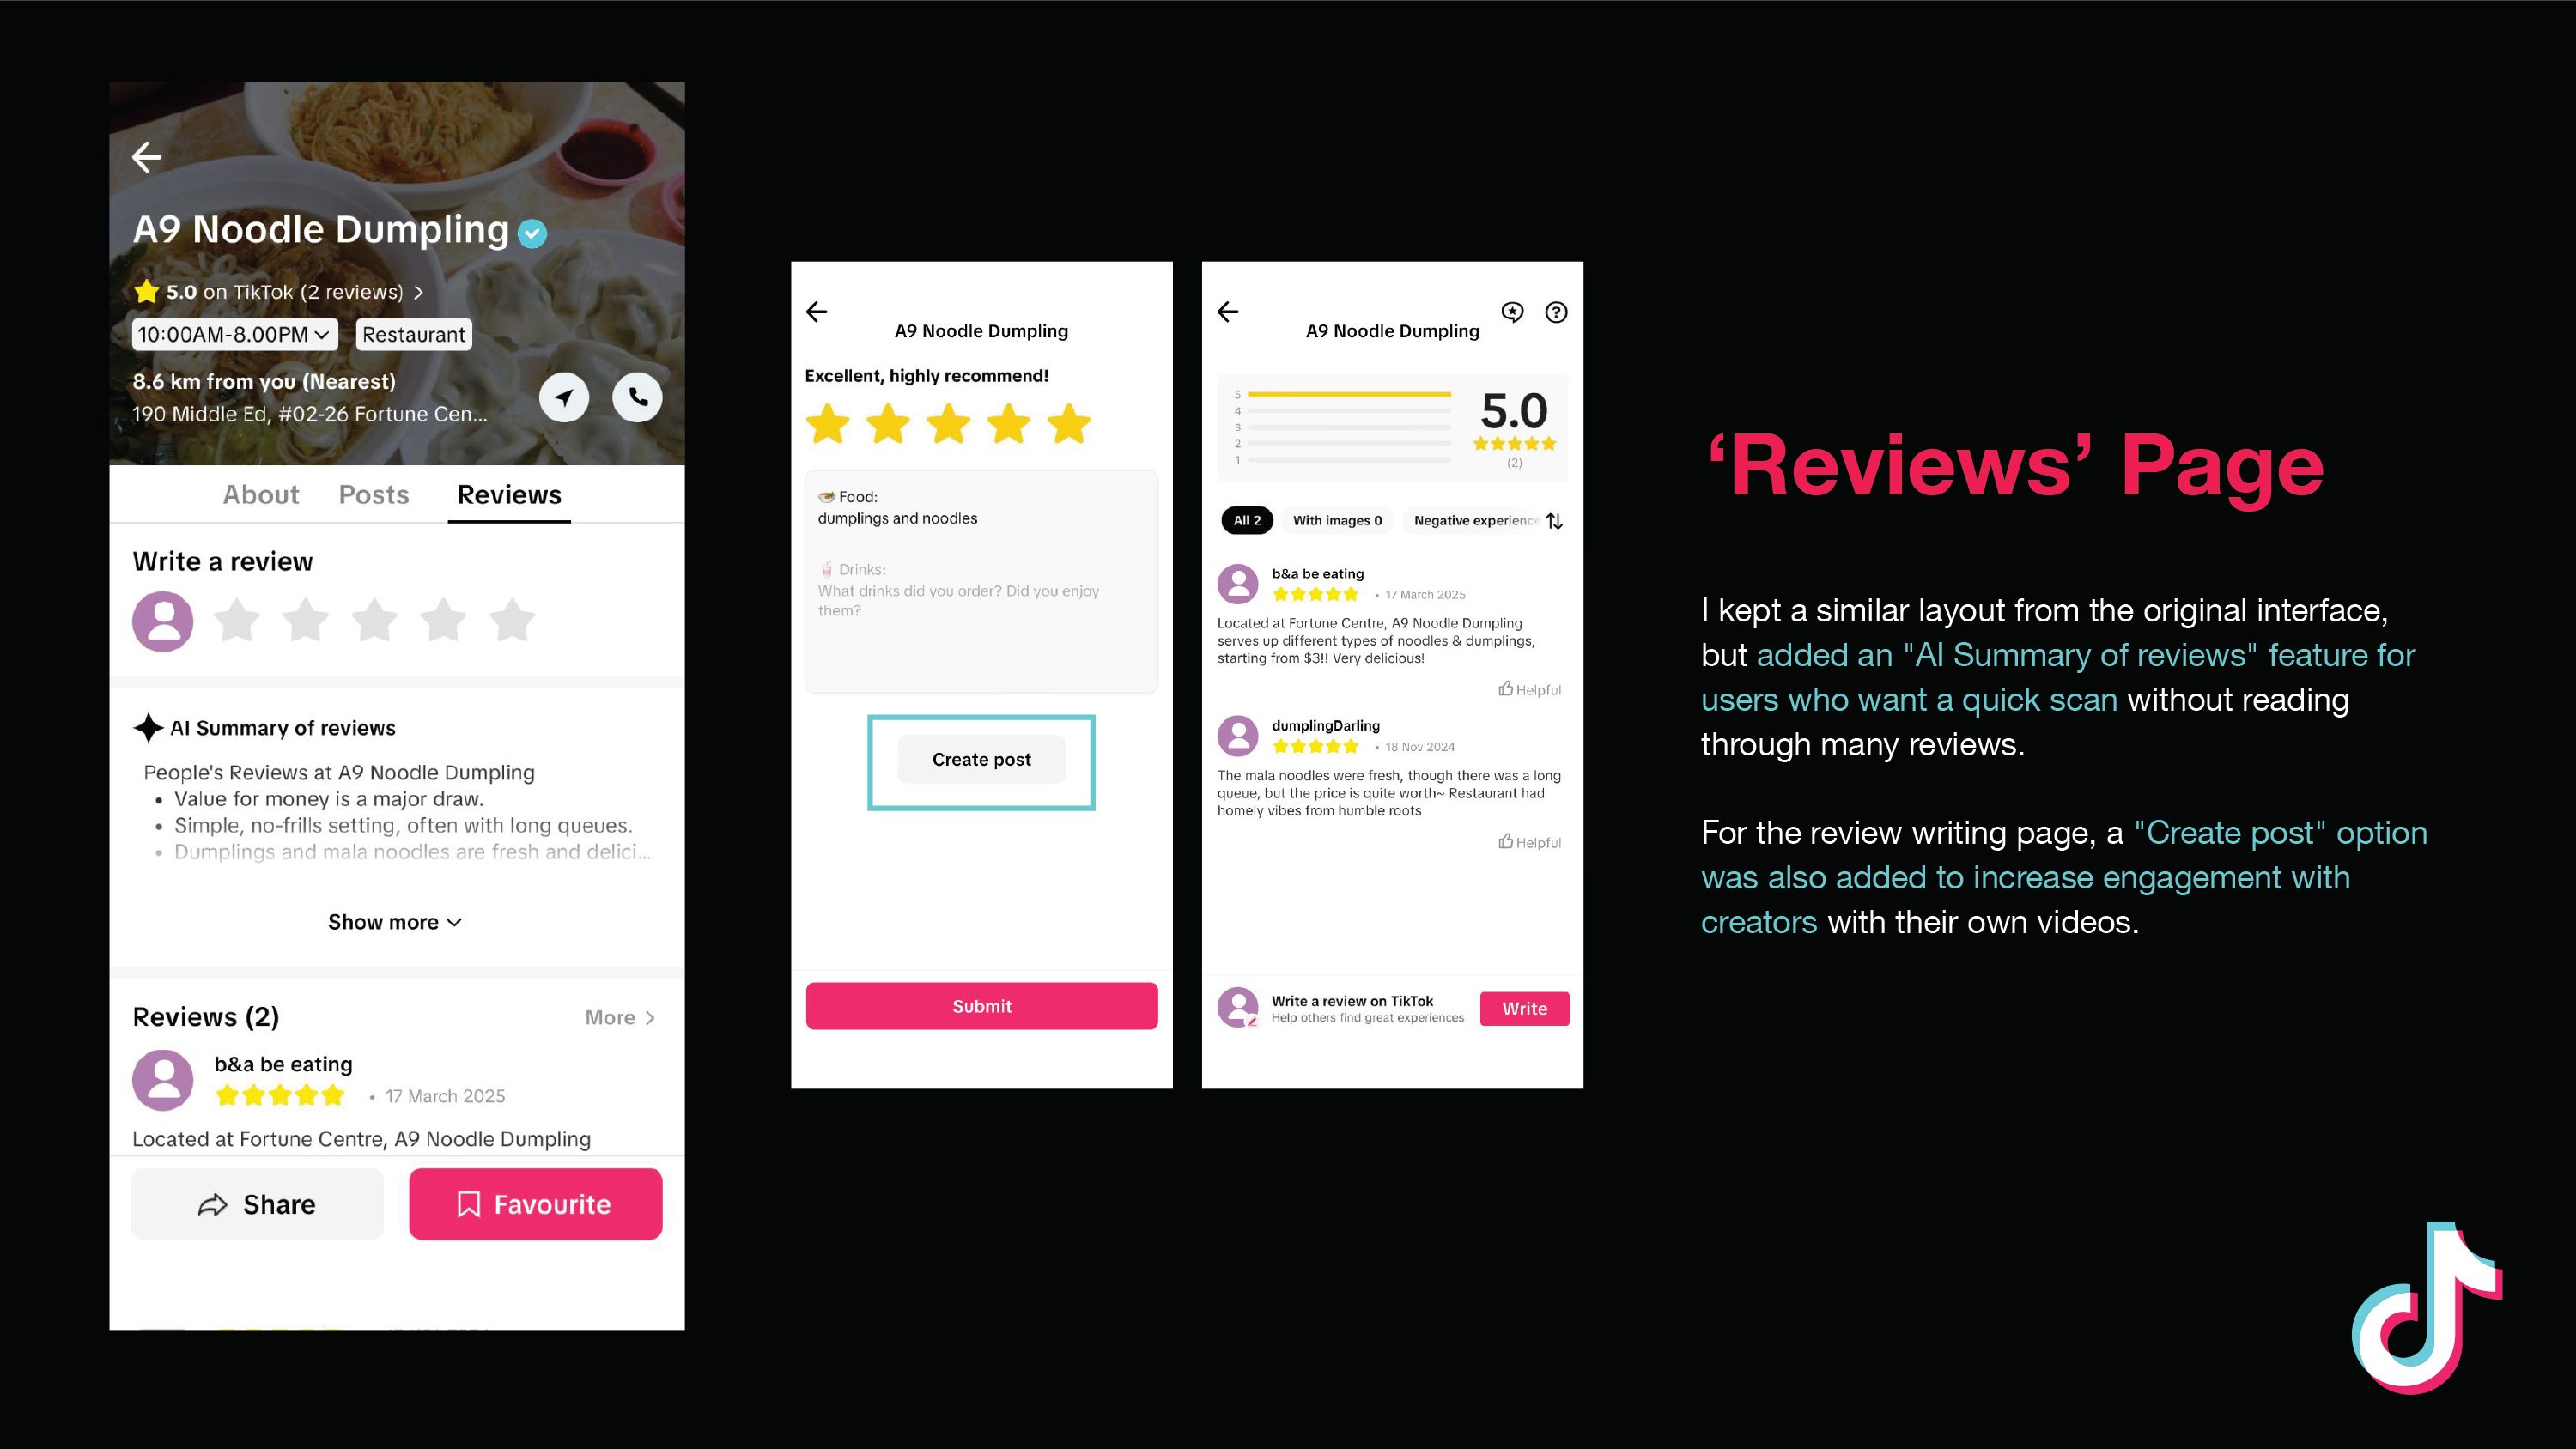 A9 Noodle Dumpling
5.0 on TikTok (2 reviews)
10:00AM-8.00PM
Restaurant
8.6 km from you (Nearest)
190 Middle Ed, #02-26 Fortune Cen...
About
Posts
Reviews
Write a review
AI Summary of reviews
People's Reviews at A9 Noodle Dumpling
• Value for money is a major draw.
• Simple, no-frills setting, often with long queues.
• Dumplings and mala noodles are fresh and delici...
Show more
Reviews (2)
More
b&a be eating
• 17 March 2025
Located at Fortune Centre, A9 Noodle Dumpling
Share
Favourite
A9 Noodle Dumpling
Excellent, highly recommend!
Food:
dumplings and noodles
Drinks:
What drinks did you order? Did you enjoy
them?
Create post
Submit
A9 Noodle Dumpling
5
4
3
2
1
5.0
(2)
All 2
With images 0
Negative experience
b&a be eating
• 17 March 2025
Located at Fortune Centre, A9 Noodle Dumpling
serves up different types of noodles & dumplings,
starting from $3!! Very delicious!
Helpful
dumplingDarling
• 18 Nov 2024
The mala noodles were fresh, though there was a long
queue, but the price is quite worth~ Restaurant had
homely vibes from humble roots
Helpful
Write a review on TikTok
Help others find great experiences
Write
‘Reviews’ Page
I kept a similar layout from the original interface,
but added an "AI Summary of reviews" feature for
users who want a quick scan without reading
through many reviews.
For the review writing page, a "Create post" option
was also added to increase engagement with
creators with their own videos.